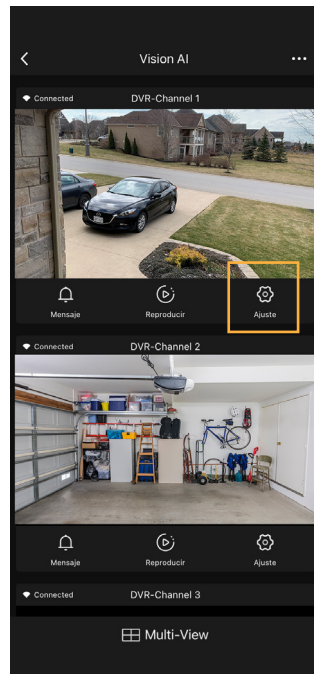 Vision AI
Connected DVR-Channel 1
Mensaje Reproducir Ajuste
Connected DVR-Channel 2
Mensaje Reproducir Ajuste
Connected DVR-Channel 3
Multi-View